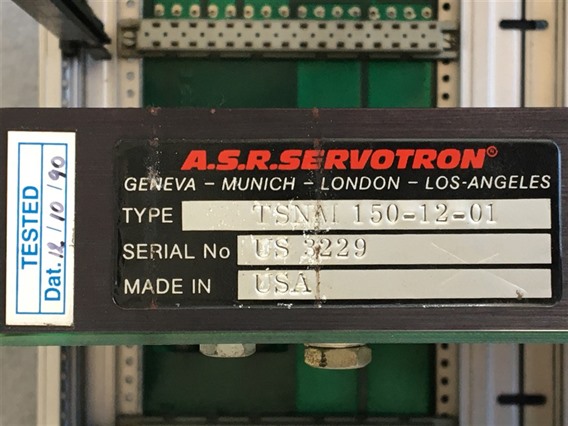 A.S.R.SERVOTRON®
GENEVA – MUNICH – LONDON – LOS-ANGELES
TYPE TSNM 150-12-01
SERIAL No US 3229
MADE IN USA
TESTED
Dat. 12/10/90